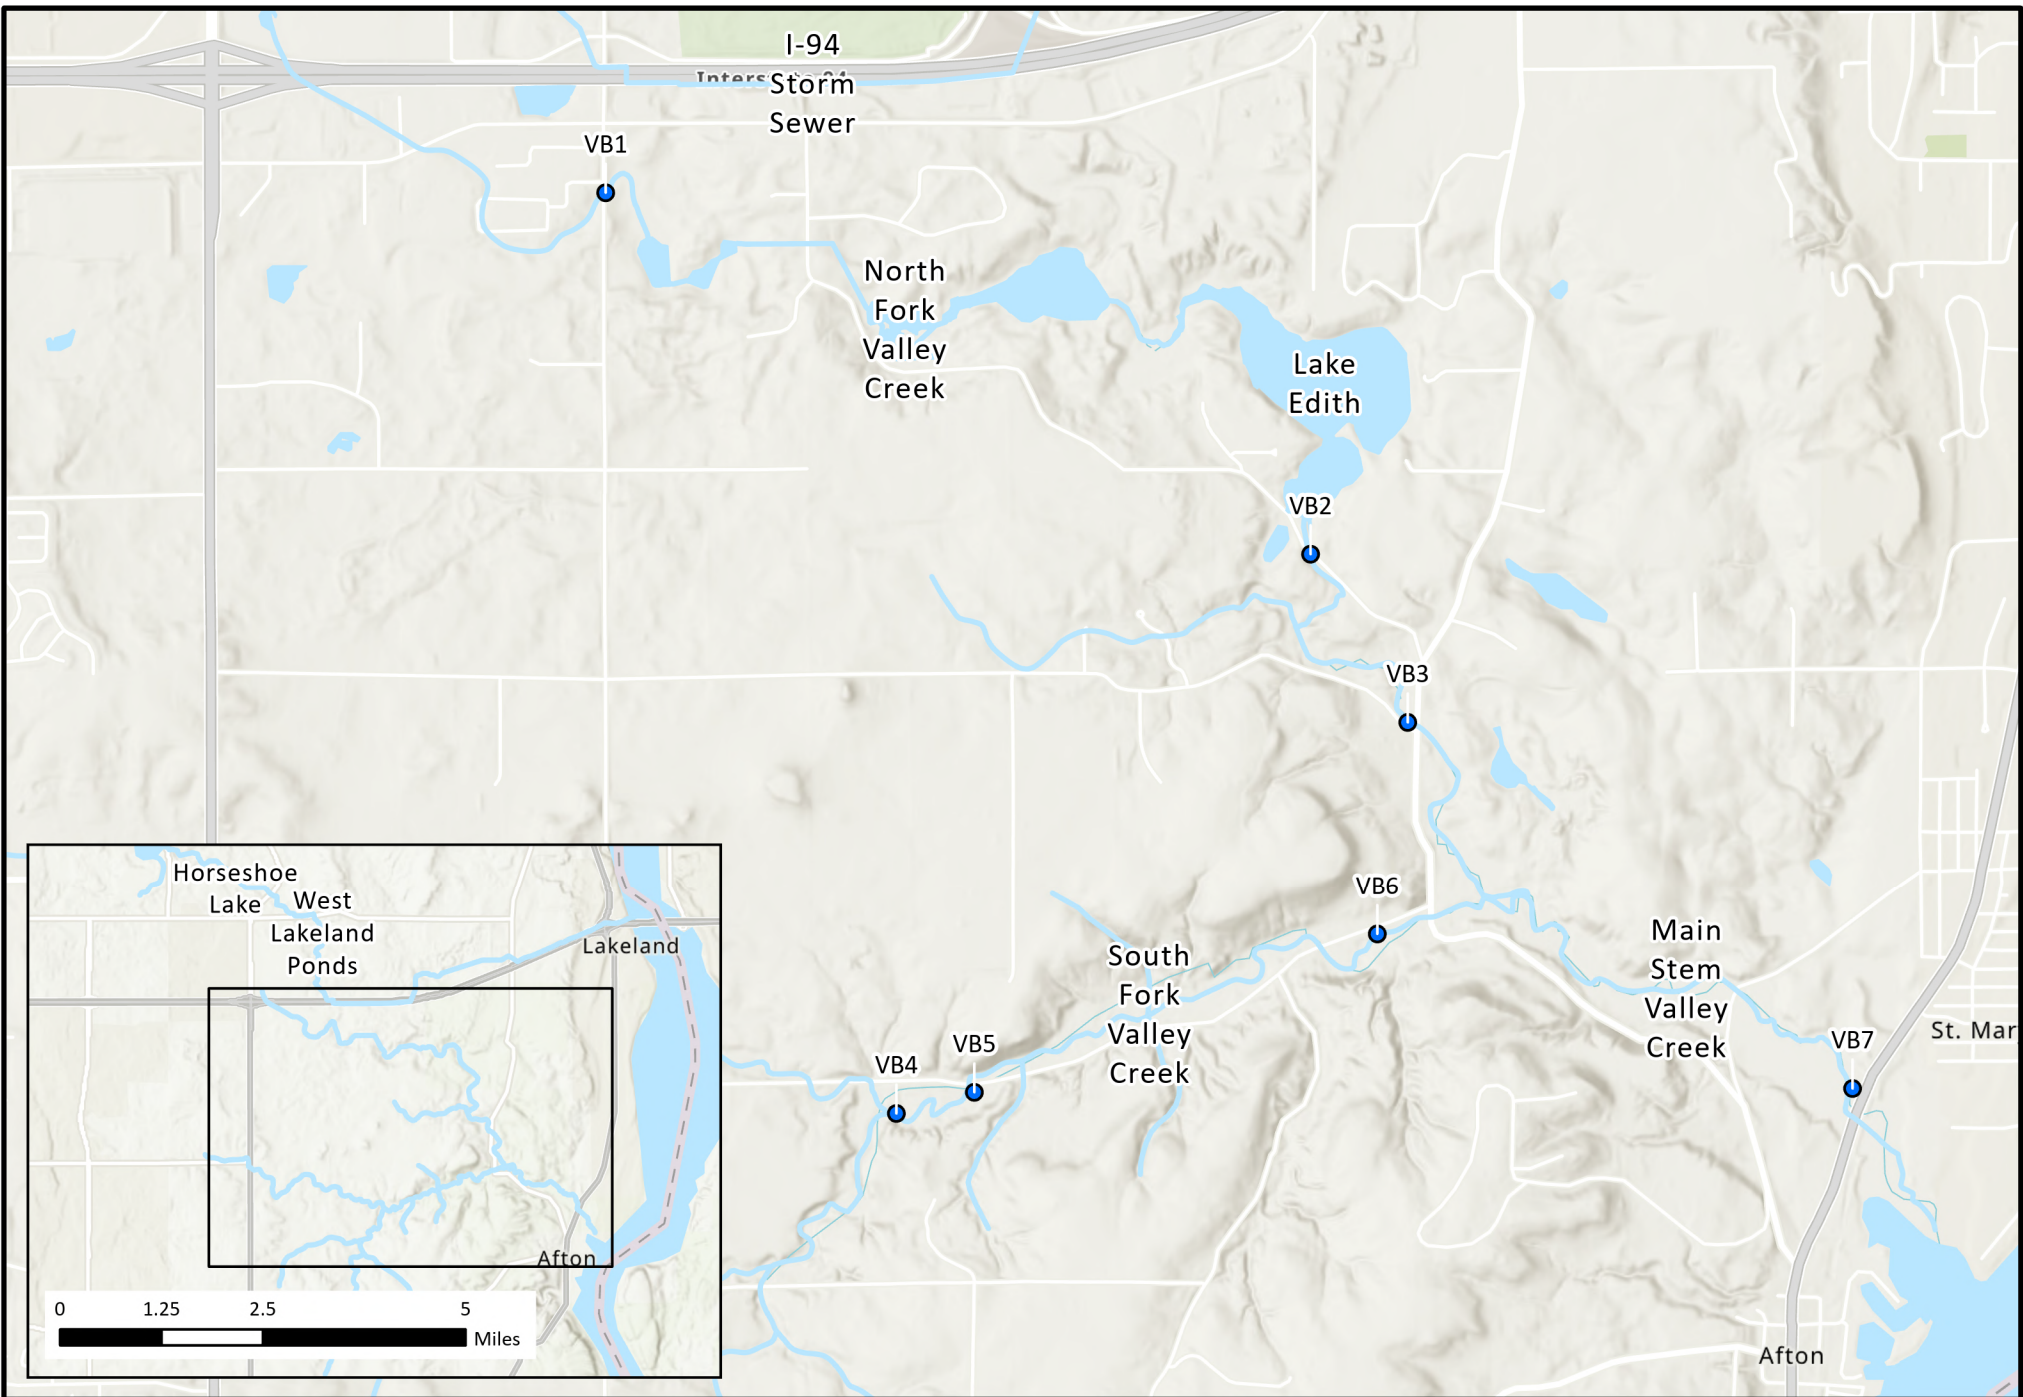 I-94
Storm
Sewer
VB1
North
Fork
Valley
Creek
Lake
Edith
VB2
VB3
VB6
Main
Stem
Valley
Creek
South
Fork
Valley
Creek
VB5
VB4
VB7
St. Mar
Afton
Horseshoe
Lake
West
Lakeland
Ponds
Lakeland
Afton
0 1.25 2.5 5
Miles